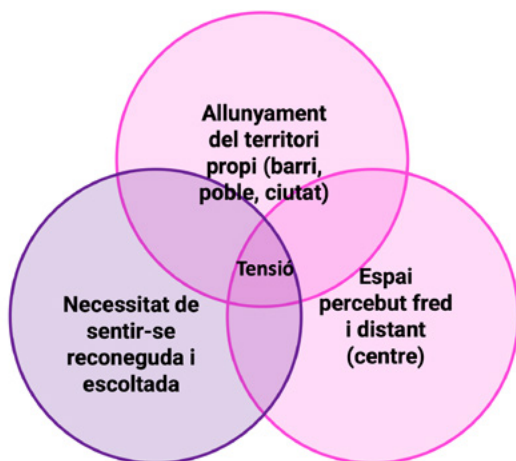 Allunyament
del territori
propi (barri,
poble, ciutat)
Tensió
Necessitat de
sentir-se
reconeguda i
escoltada
Espai
percebut fred
i distant
(centre)